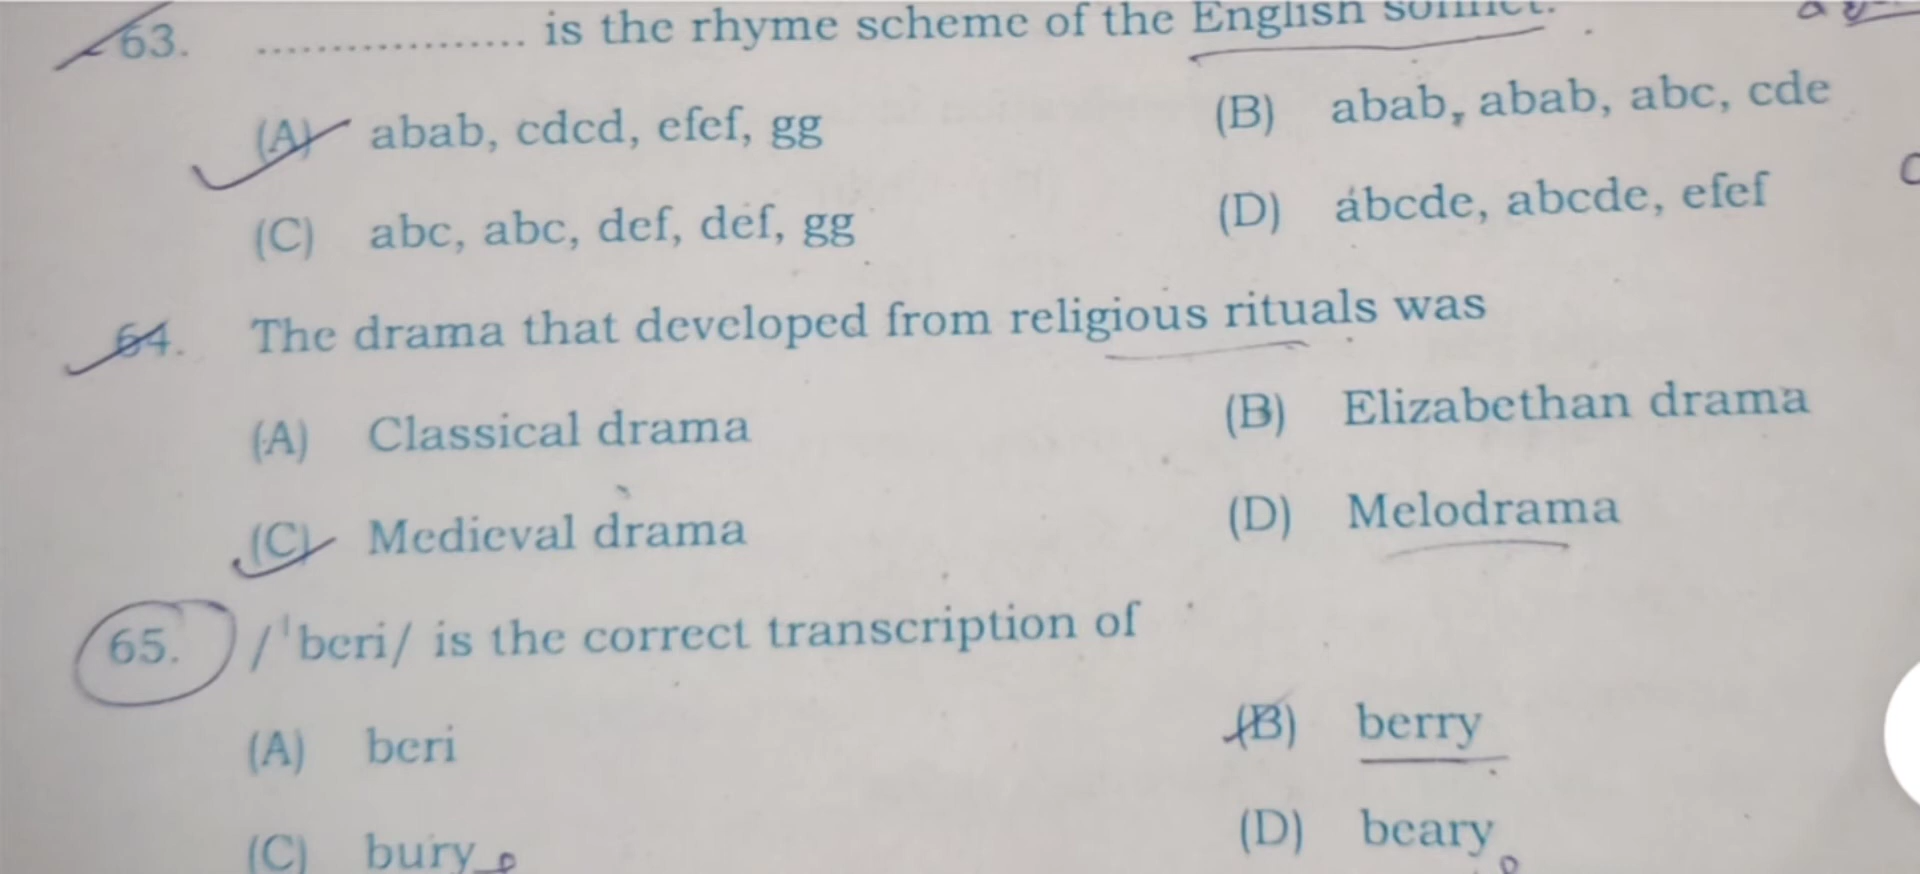 63. .................. is the rhyme scheme of the English sonnet.
(A) abab, cdcd, efef, gg (B) abab, abab, abc, cde
(C) abc, abc, def, def, gg (D) abcde, abcde, efef
64. The drama that developed from religious rituals was
(A) Classical drama (B) Elizabethan drama
(C) Medieval drama (D) Melodrama
65. /ˈberi/ is the correct transcription of
(A) beri (B) berry
(C) bury (D) beary